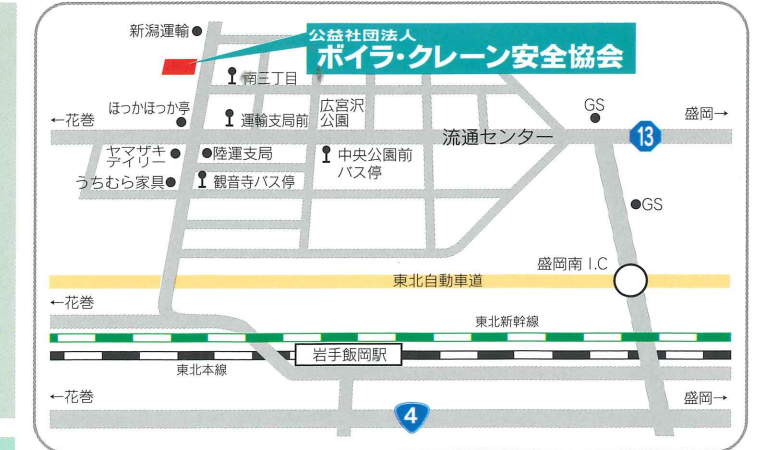 新潟運輸
公益社団法人
ボイラ・クレーン安全協会
南三丁目
ほっかほっか亭
←花巻
運輸支局前
広宮沢
公園
GS
盛岡→
流通センター
13
ヤマザキ
デイリー
陸運支局
中央公園前
バス停
うちむら家具
観音寺バス停
GS
盛岡南 I.C
東北自動車道
←花巻
東北新幹線
岩手飯岡駅
東北本線
←花巻
盛岡→
4